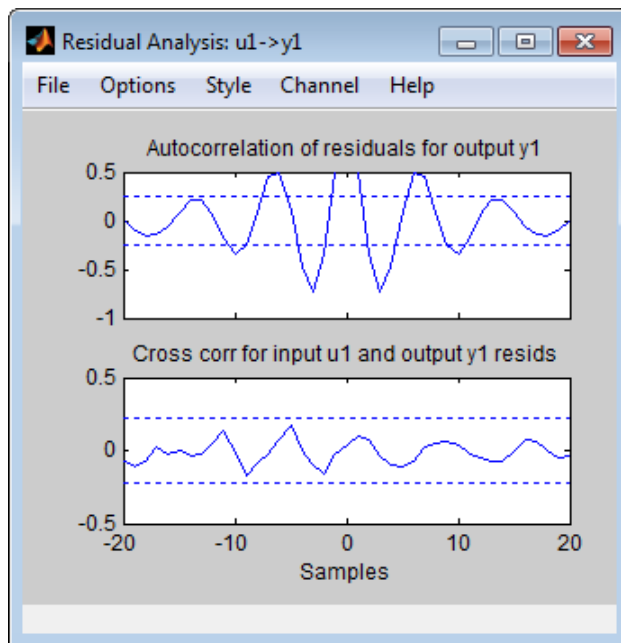 Residual Analysis: u1->y1
File Options Style Channel Help
Autocorrelation of residuals for output y1
0.5
0
-0.5
-1
Cross corr for input u1 and output y1 resids
0.5
0
-0.5
-20 -10 0 10 20
Samples